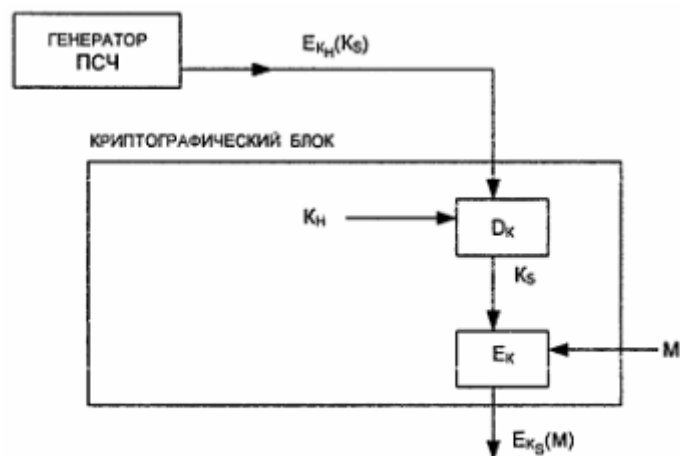 ГЕНЕРАТОР
ПСЧ
E_{K_H}(K_S)
КРИПТОГРАФИЧЕСКИЙ БЛОК
K_H
D_K
K_S
E_K
M
E_{K_S}(M)